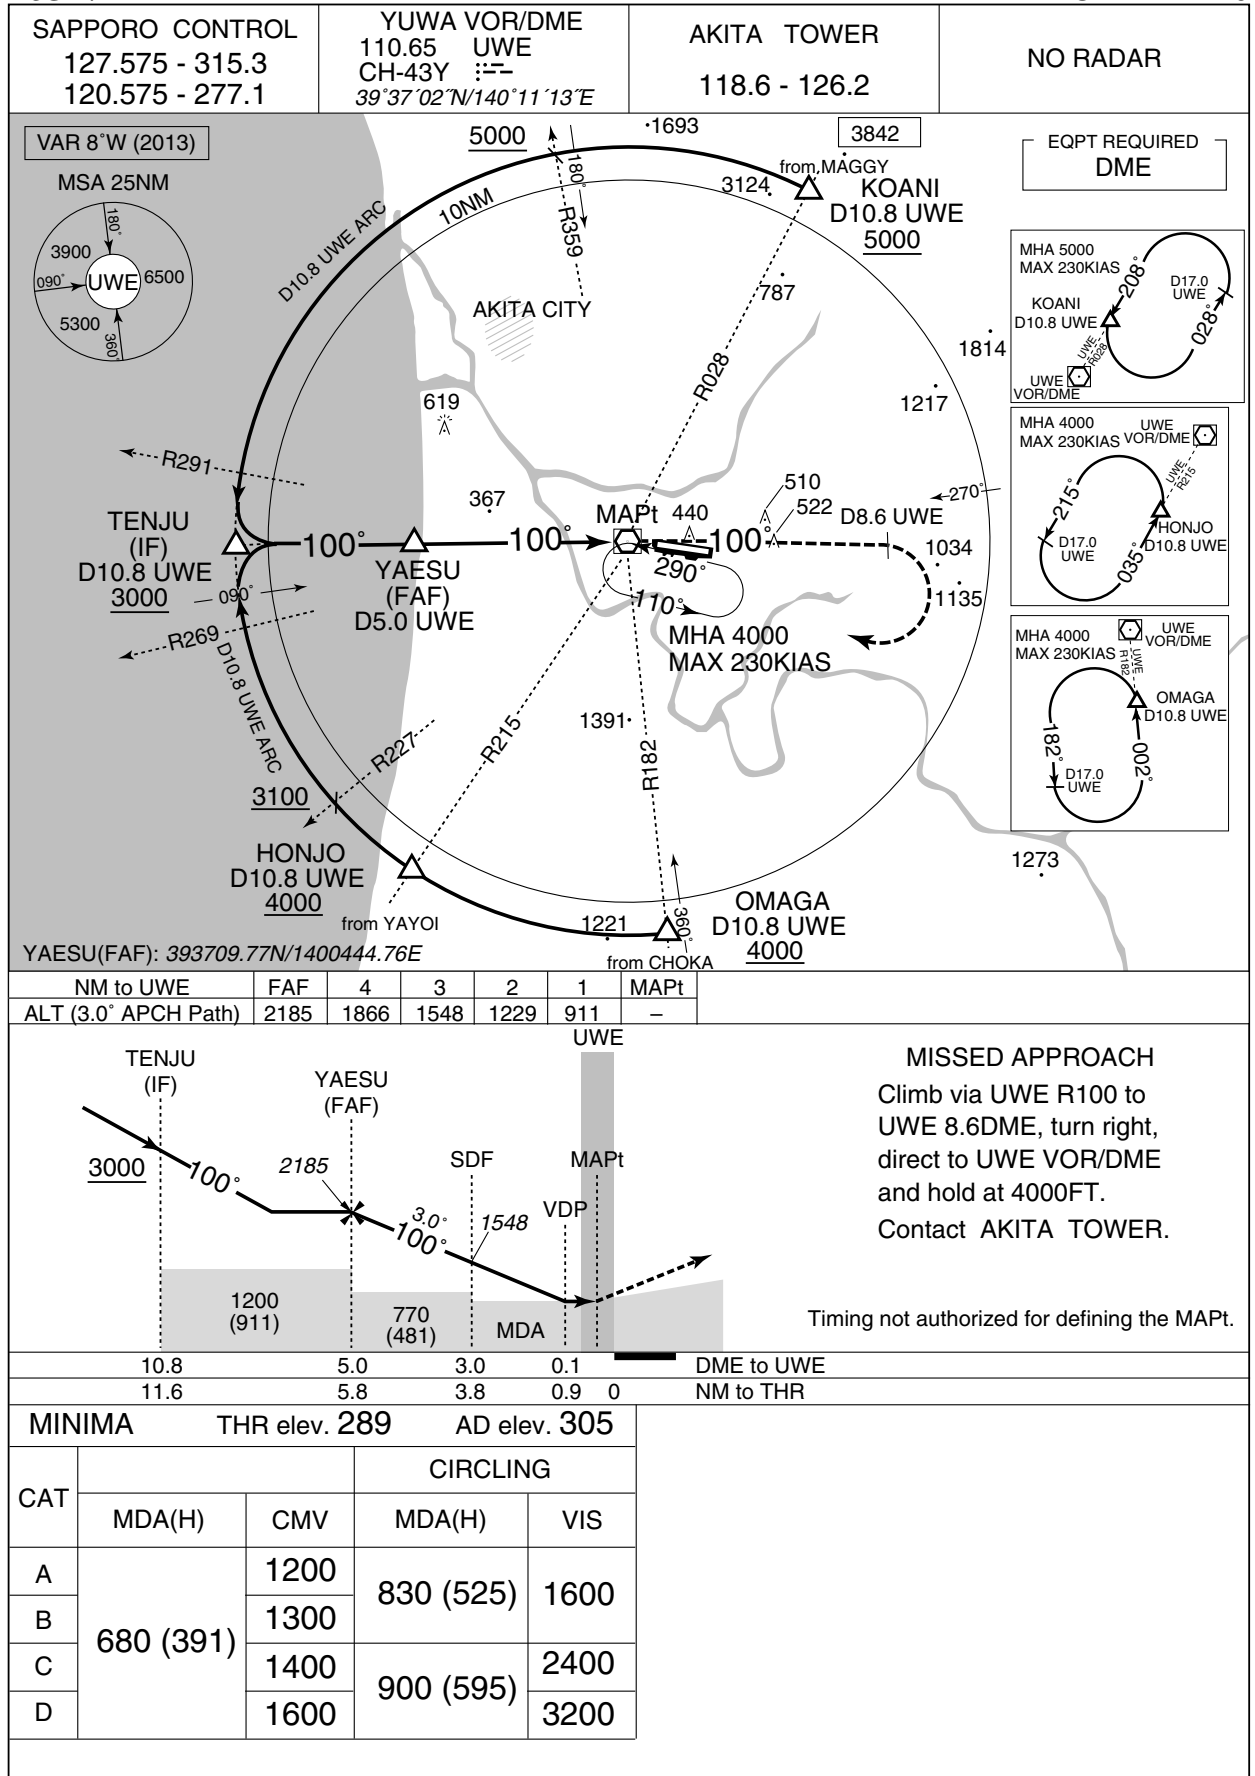 SAPPORO CONTROL
127.575 - 315.3
120.575 - 277.1
YUWA VOR/DME
110.65 UWE
CH-43Y
39°37´02˝N/140°11´13˝E
AKITA TOWER
118.6 - 126.2
NO RADAR
VAR 8°W (2013)
MSA 25NM
180°
3900
090°
UWE
6500
5300
360°
5000
1693
3842
from MAGGY
3124
KOANI
D10.8 UWE
5000
180°
R359
10NM
D10.8 UWE ARC
AKITA CITY
787
R028
1814
1217
619
R291
367
510
522
270°
TENJU
(IF)
D10.8 UWE
3000
100°
100°
MAPt
440
100°
D8.6 UWE
1034
1135
YAESU
(FAF)
D5.0 UWE
290°
110°
MHA 4000
MAX 230KIAS
090°
R269
D10.8 UWE ARC
R227
R215
1391
R182
3100
HONJO
D10.8 UWE
4000
from YAYOI
1221
360°
OMAGA
D10.8 UWE
4000
from CHOKA
1273
YAESU(FAF): 393709.77N/1400444.76E
EQPT REQUIRED
DME
MHA 5000
MAX 230KIAS
208°
D17.0
UWE
KOANI
D10.8 UWE
028°
UWE
R028
UWE
VOR/DME
MHA 4000
MAX 230KIAS
UWE
VOR/DME
UWE
R215
215°
HONJO
D10.8 UWE
D17.0
UWE
035°
MHA 4000
MAX 230KIAS
UWE
VOR/DME
UWE
R182
OMAGA
D10.8 UWE
182°
D17.0
UWE
002°
NM to UWE FAF 4 3 2 1 MAPt
ALT (3.0° APCH Path) 2185 1866 1548 1229 911 –
UWE
TENJU
(IF)
YAESU
(FAF)
3000
100°
2185
SDF
MAPt
3.0°
100°
1548
VDP
1200
(911)
770
(481)
MDA
MISSED APPROACH
Climb via UWE R100 to
UWE 8.6DME, turn right,
direct to UWE VOR/DME
and hold at 4000FT.
Contact AKITA TOWER.
Timing not authorized for defining the MAPt.
10.8 5.0 3.0 0.1 DME to UWE
11.6 5.8 3.8 0.9 0 NM to THR
MINIMA THR elev. 289 AD elev. 305
CAT CIRCLING
MDA(H) CMV MDA(H) VIS
A 680 (391) 1200 830 (525) 1600
B 1300
C 1400 900 (595) 2400
D 1600 3200